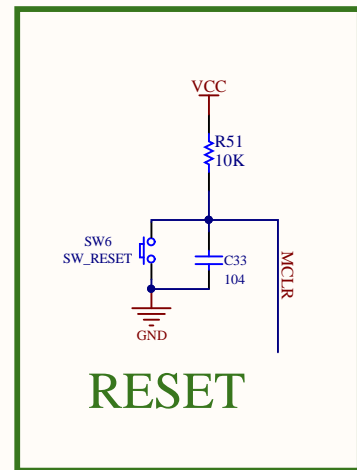 VCC
R51
10K
SW6
SW_RESET
C33
104
MCLR
GND
RESET